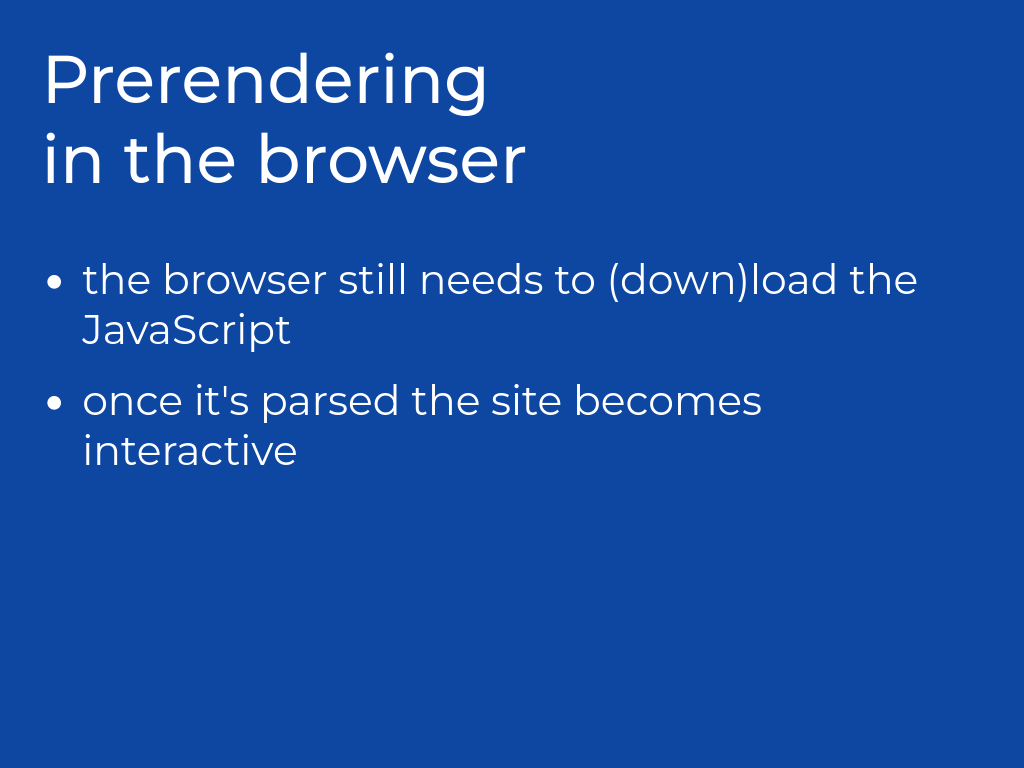 Prerendering
in the browser
• the browser still needs to (down)load the
JavaScript
• once it's parsed the site becomes
interactive